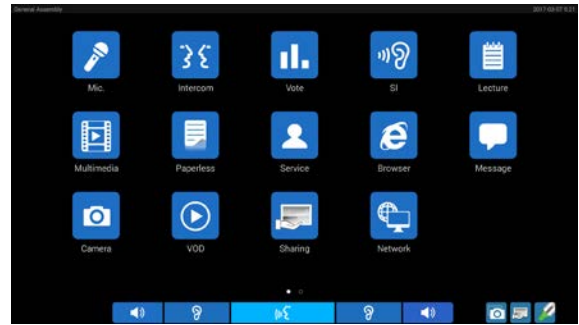 General Assembly 2017-03-07 5:21
Mic. Intercom Vote SI Lecture
Multimedia Paperless Service Browser Message
Camera VOD Sharing Network